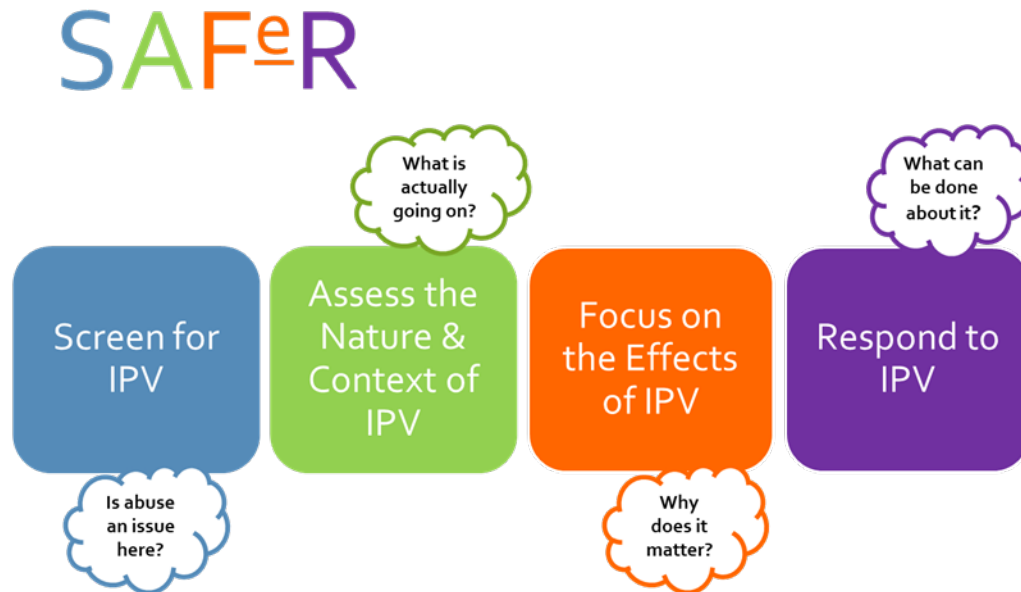 SAFeR
Screen for
IPV
Is abuse
an issue
here?
What is
actually
going on?
Assess the
Nature &
Context of
IPV
Focus on
the Effects
of IPV
Why
does it
matter?
What can
be done
about it?
Respond to
IPV